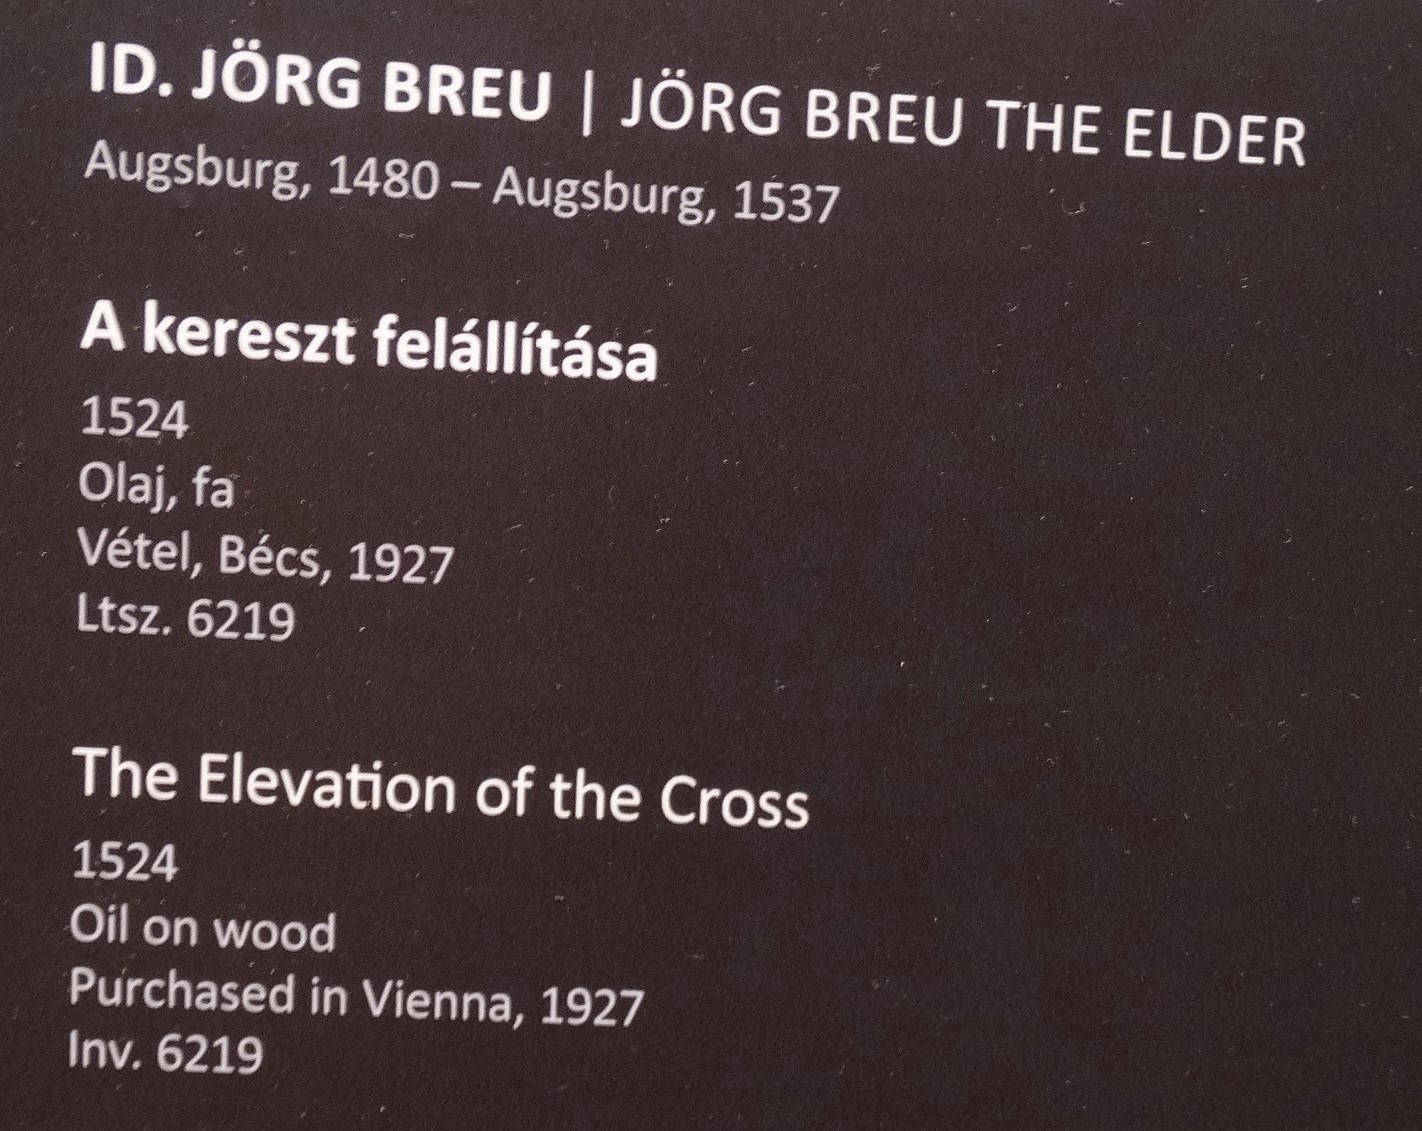 ID. JÖRG BREU | JÖRG BREU THE ELDER
Augsburg, 1480 – Augsburg, 1537
A kereszt felállítása
1524
Olaj, fa
Vétel, Bécs, 1927
Ltsz. 6219
The Elevation of the Cross
1524
Oil on wood
Purchased in Vienna, 1927
Inv. 6219